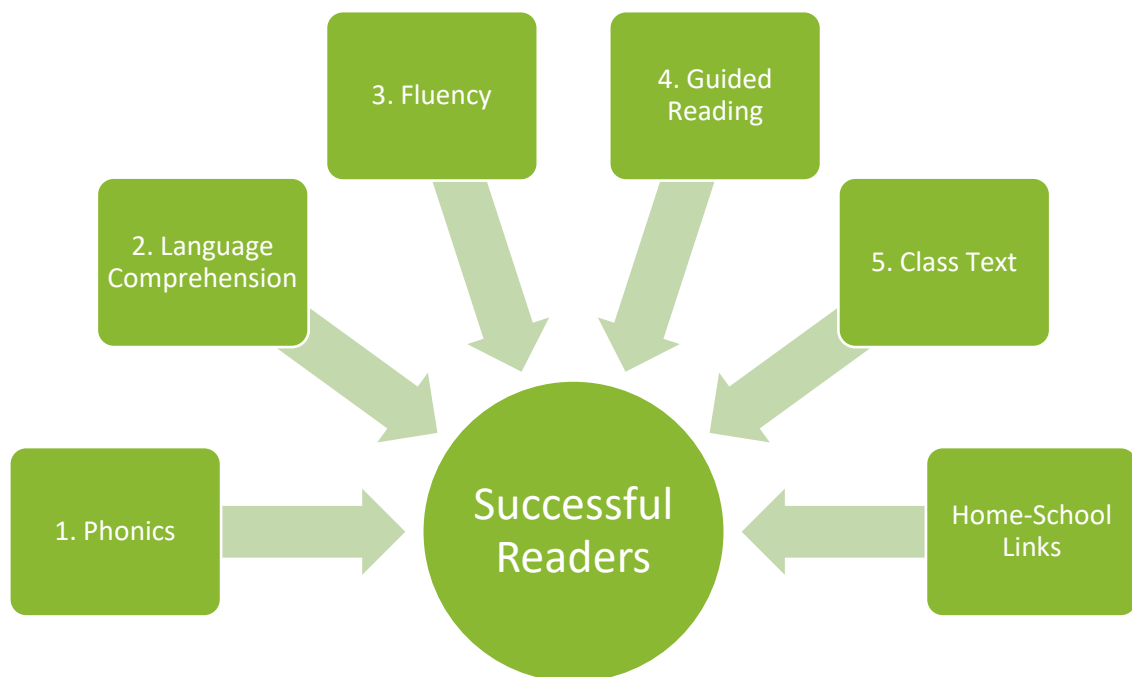 3. Fluency
4. Guided
Reading
2. Language
Comprehension
5. Class Text
1. Phonics
Successful
Readers
Home-School
Links